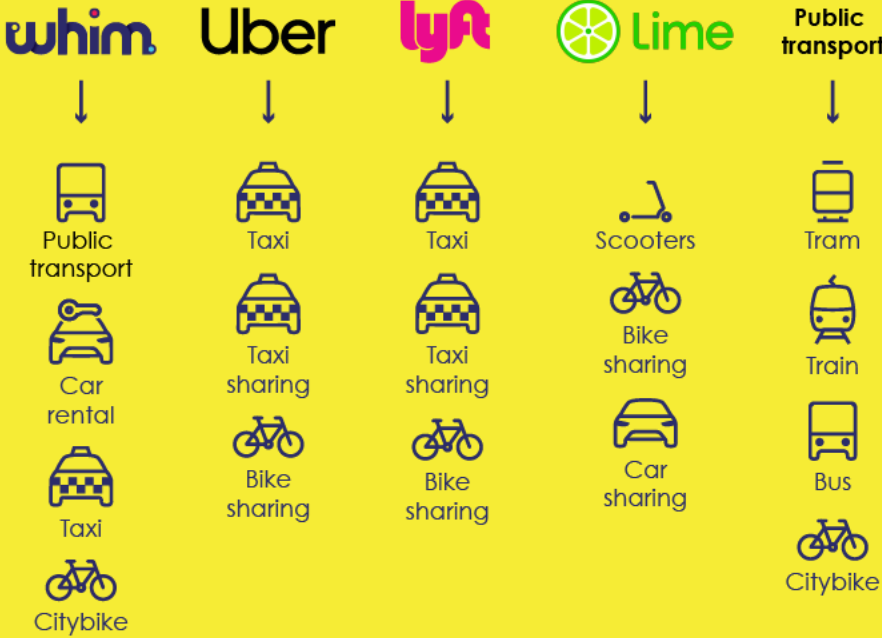 whim.
Uber
lyft
Lime
Public
transport
Public
transport
Car
rental
Taxi
Citybike
Taxi
Taxi
sharing
Bike
sharing
Taxi
Taxi
sharing
Bike
sharing
Scooters
Bike
sharing
Car
sharing
Tram
Train
Bus
Citybike